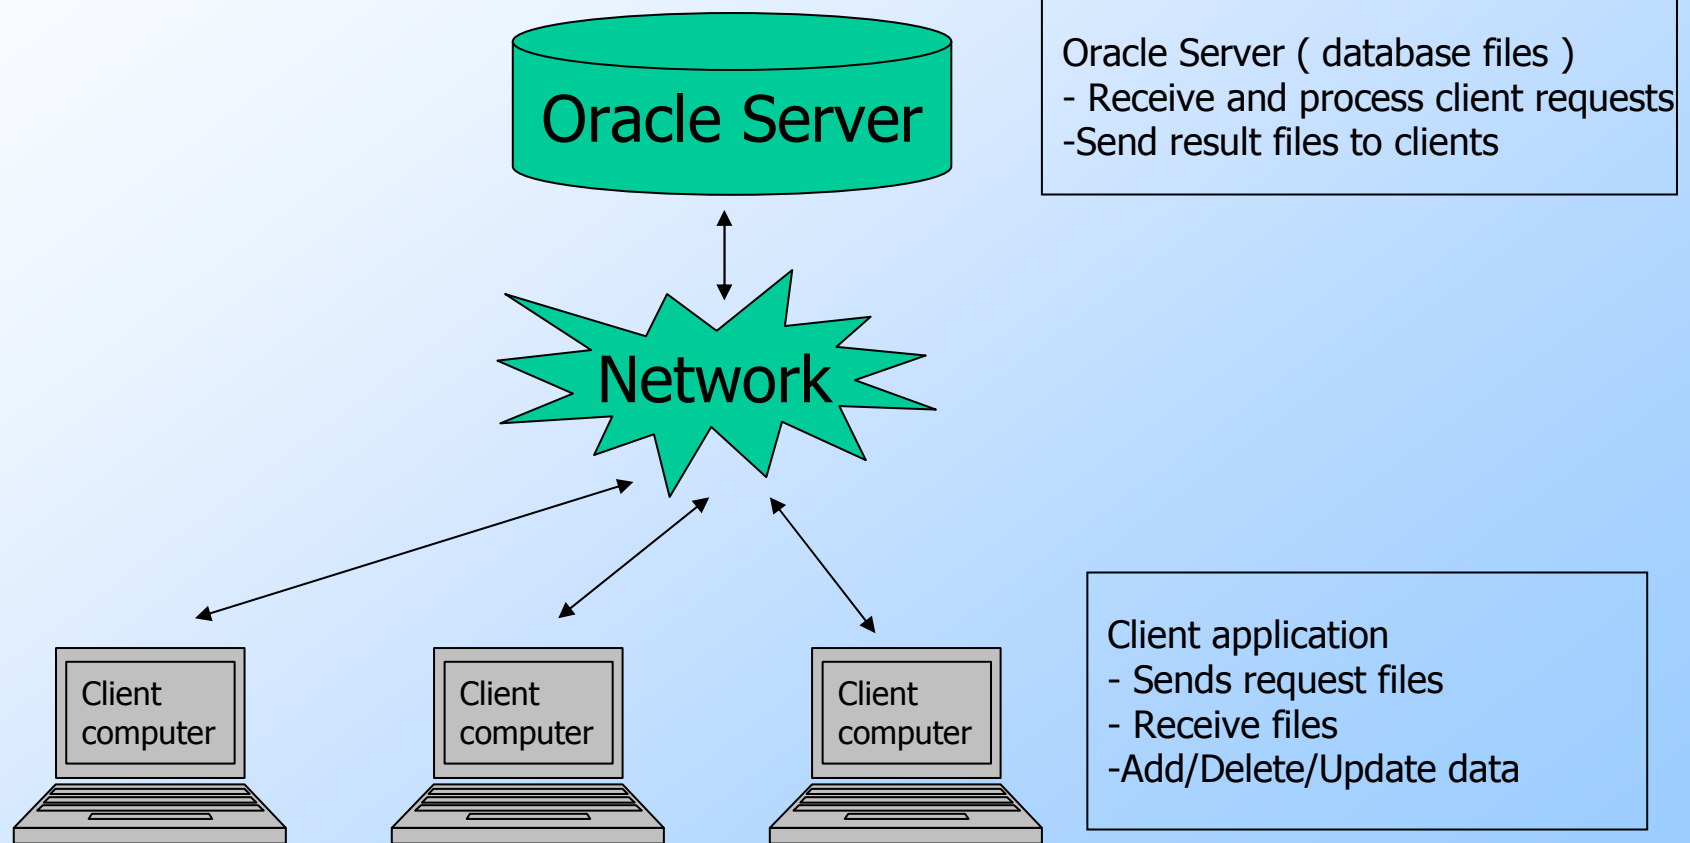 Oracle Server
Oracle Server ( database files )
- Receive and process client requests
-Send result files to clients
Network
Client
computer
Client
computer
Client
computer
Client application
- Sends request files
- Receive files
-Add/Delete/Update data